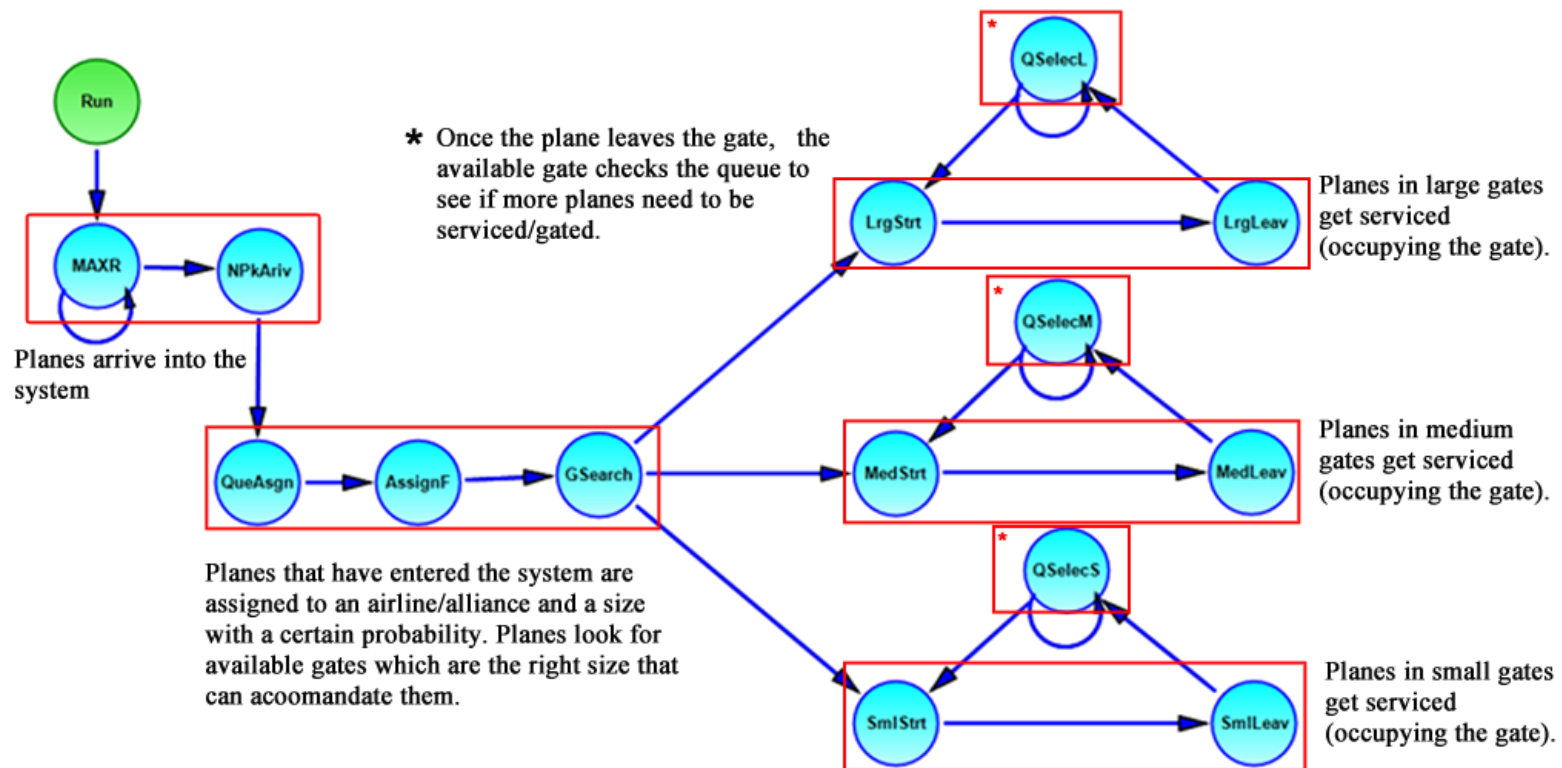 Run
MAXR
NPkAriv
Planes arrive into the
system
* Once the plane leaves the gate, the
available gate checks the queue to
see if more planes need to be
serviced/gated.
QueAsgn
AssignF
GSearch
Planes that have entered the system are
assigned to an airline/alliance and a size
with a certain probability. Planes look for
available gates which are the right size that
can acoomandate them.
*
QSelecL
LrgStrt
LrgLeav
Planes in large gates
get serviced
(occupying the gate).
*
QSelecM
MedStrt
MedLeav
Planes in medium
gates get serviced
(occupying the gate).
*
QSelecS
SmlStrt
SmlLeav
Planes in small gates
get serviced
(occupying the gate).